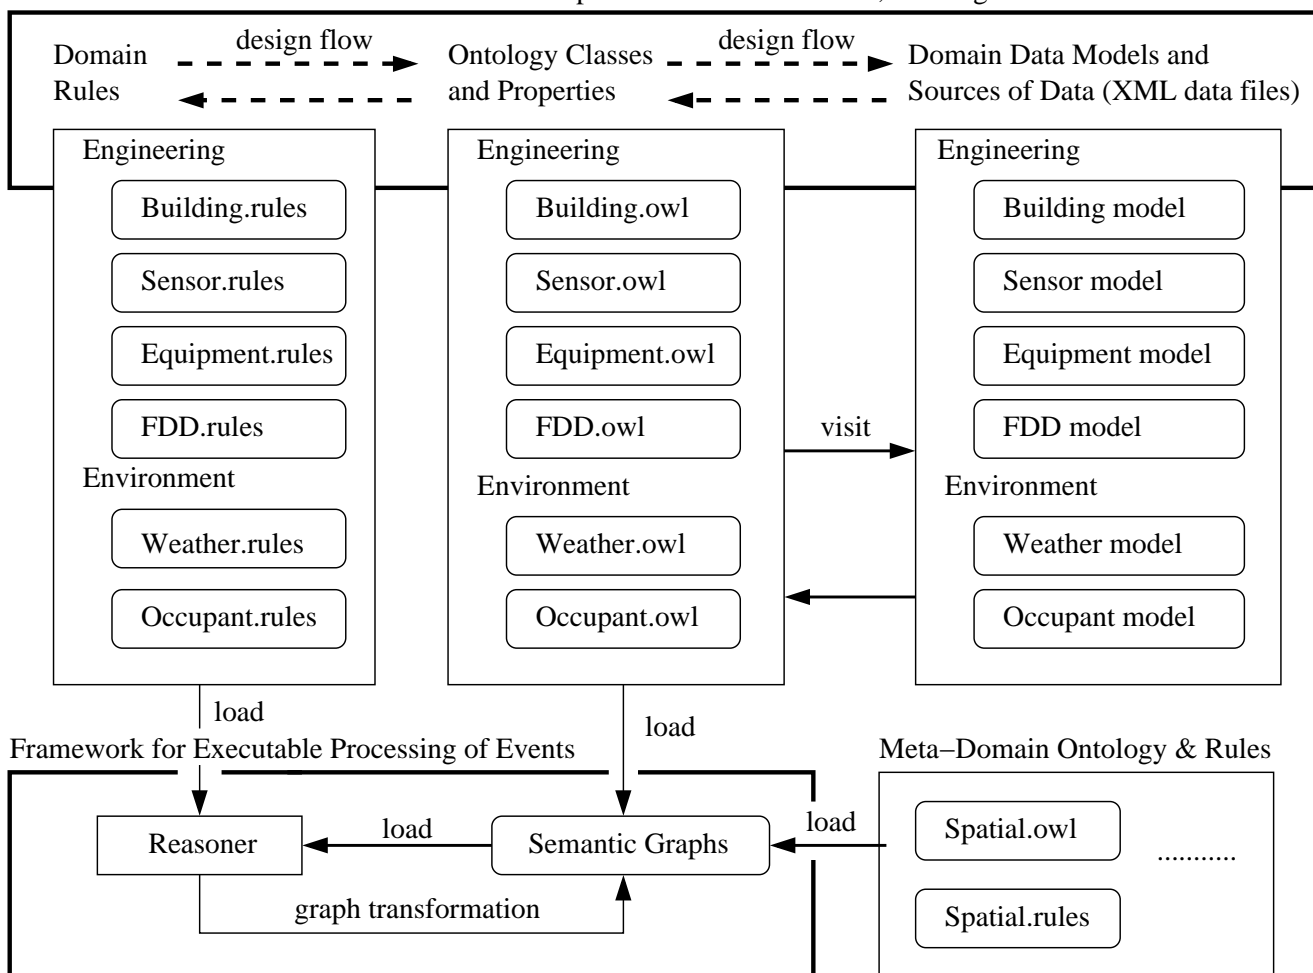 design flow
design flow
Domain
Rules
Ontology Classes
and Properties
Domain Data Models and
Sources of Data (XML data files)
Engineering
Building.rules
Sensor.rules
Equipment.rules
FDD.rules
Environment
Weather.rules
Occupant.rules
Engineering
Building.owl
Sensor.owl
Equipment.owl
FDD.owl
Environment
Weather.owl
Occupant.owl
visit
Engineering
Building model
Sensor model
Equipment model
FDD model
Environment
Weather model
Occupant model
load
load
Framework for Executable Processing of Events
Reasoner
load
Semantic Graphs
load
graph transformation
Meta−Domain Ontology & Rules
Spatial.owl
...........
Spatial.rules